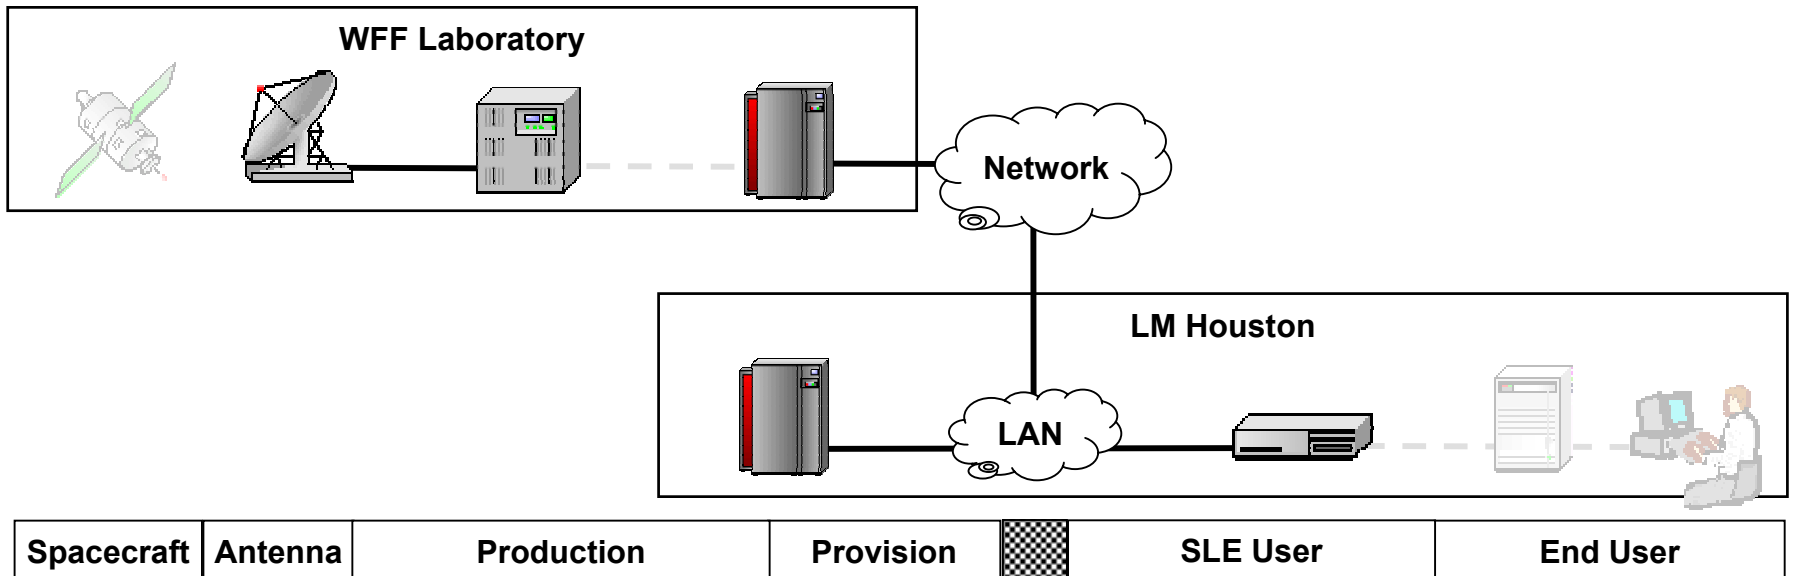 WFF Laboratory
Network
LM Houston
LAN
Spacecraft Antenna Production Provision SLE User End User